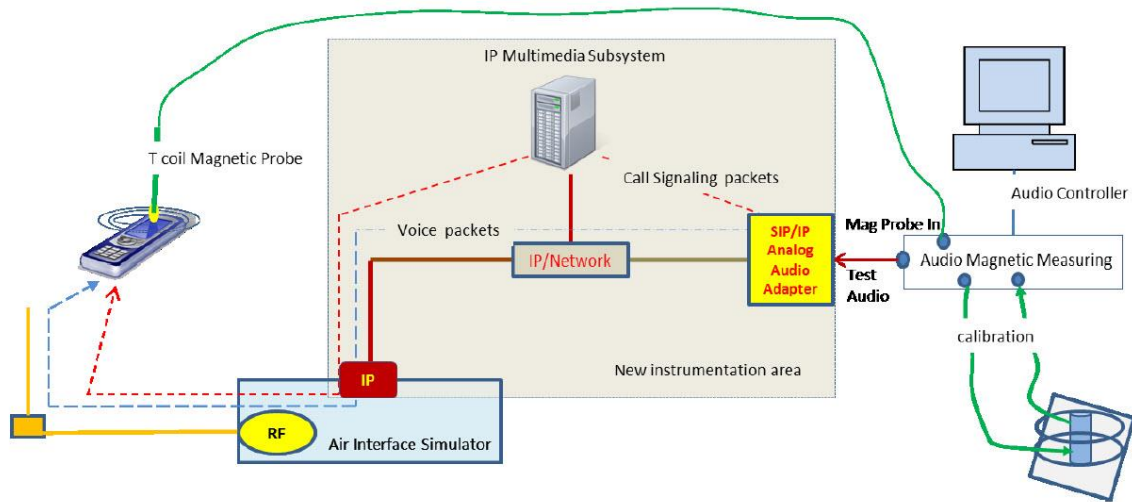 IP Multimedia Subsystem
T coil Magnetic Probe
Call Signaling packets
Audio Controller
Voice packets
IP/Network
SIP/IP
Analog
Audio
Adapter
Mag Probe In
Test
Audio
Audio Magnetic Measuring
calibration
New instrumentation area
IP
RF
Air Interface Simulator